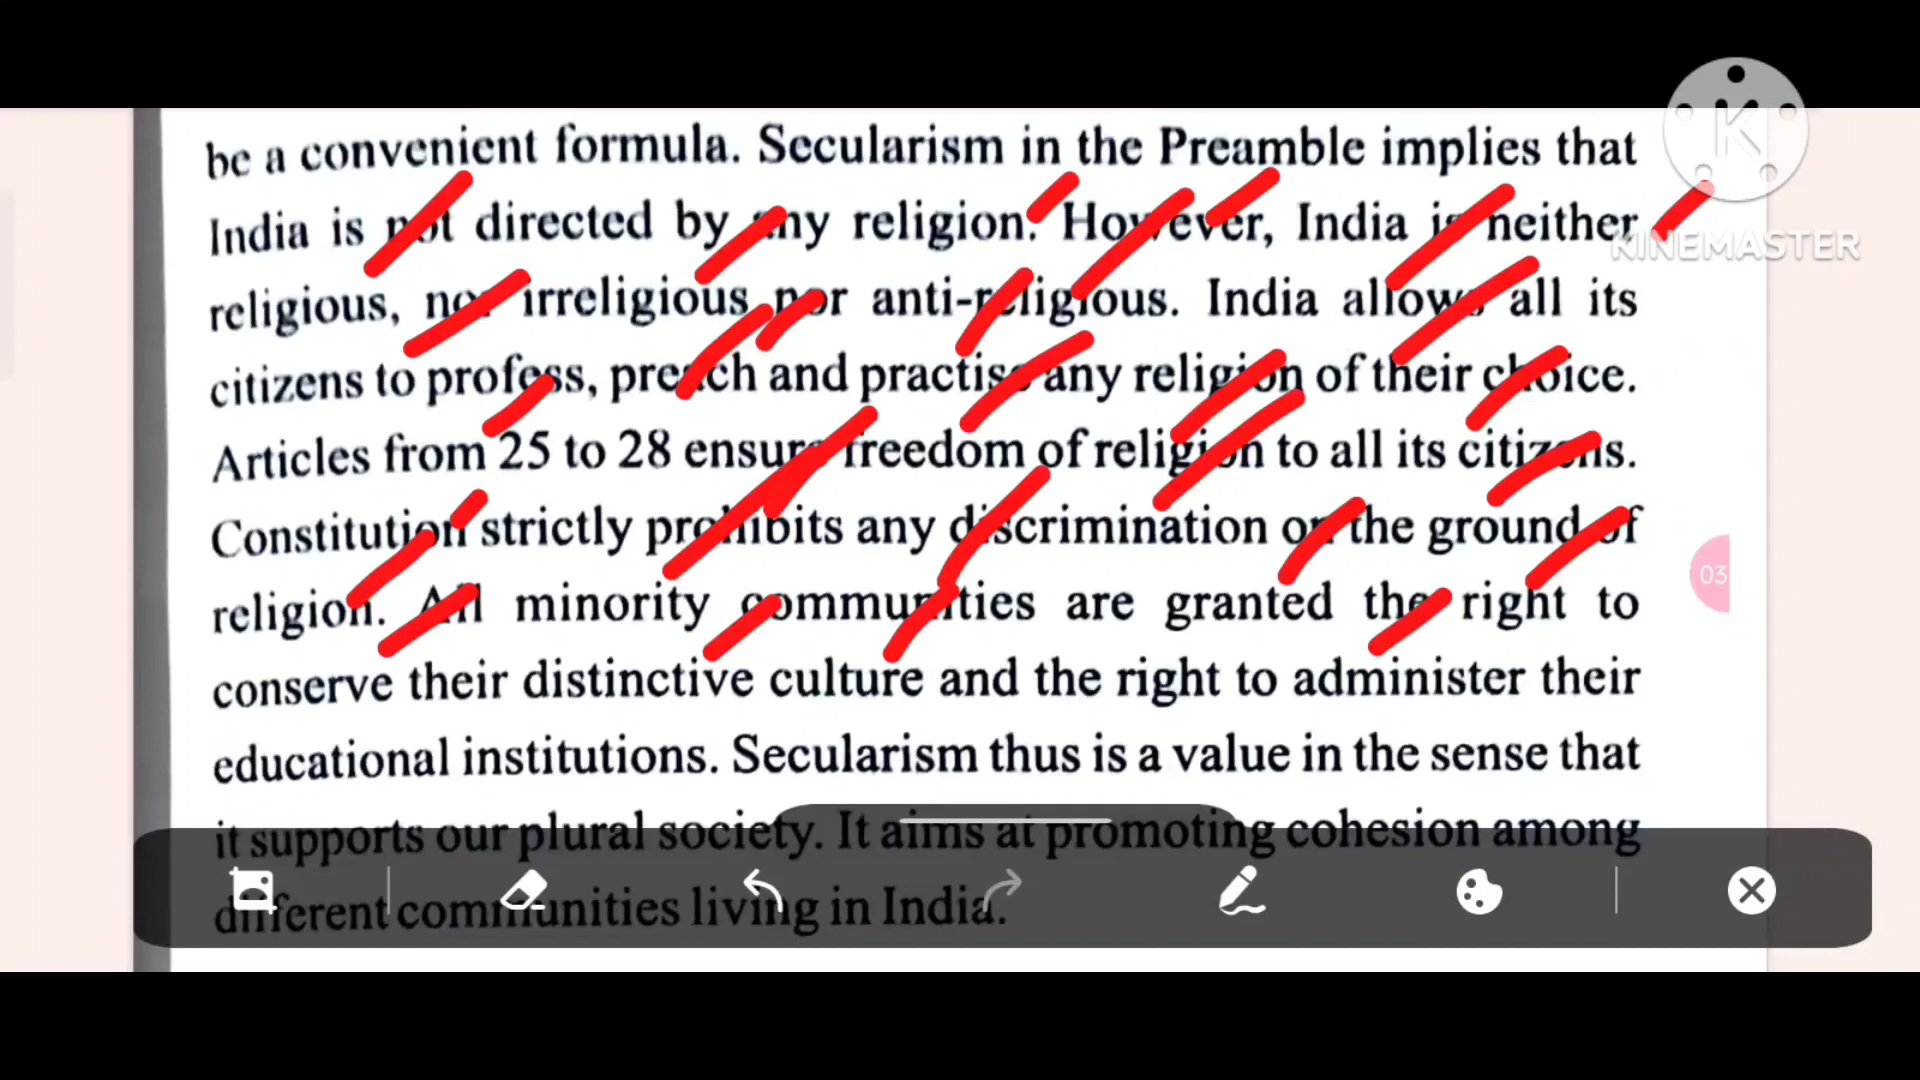 be a convenient formula. Secularism in the Preamble implies that
India is not directed by any religion. However, India is neither
KINEMASTER
religious, nor irreligious nor anti-religious. India allows all its
citizens to profess, preach and practise any religion of their choice.
Articles from 25 to 28 ensure freedom of religion to all its citizens.
Constitution strictly prohibits any discrimination on the ground of
03
religion. All minority communities are granted the right to
conserve their distinctive culture and the right to administer their
educational institutions. Secularism thus is a value in the sense that
it supports our plural society. It aims at promoting cohesion among
different communities living in India.